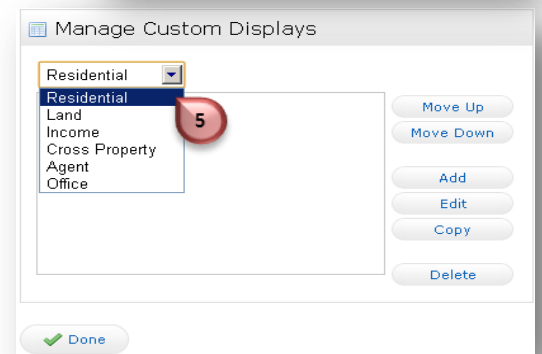 Manage Custom Displays
Residential
Residential
Land
Income
Cross Property
Agent
Office
5
Move Up
Move Down
Add
Edit
Copy
Delete
Done